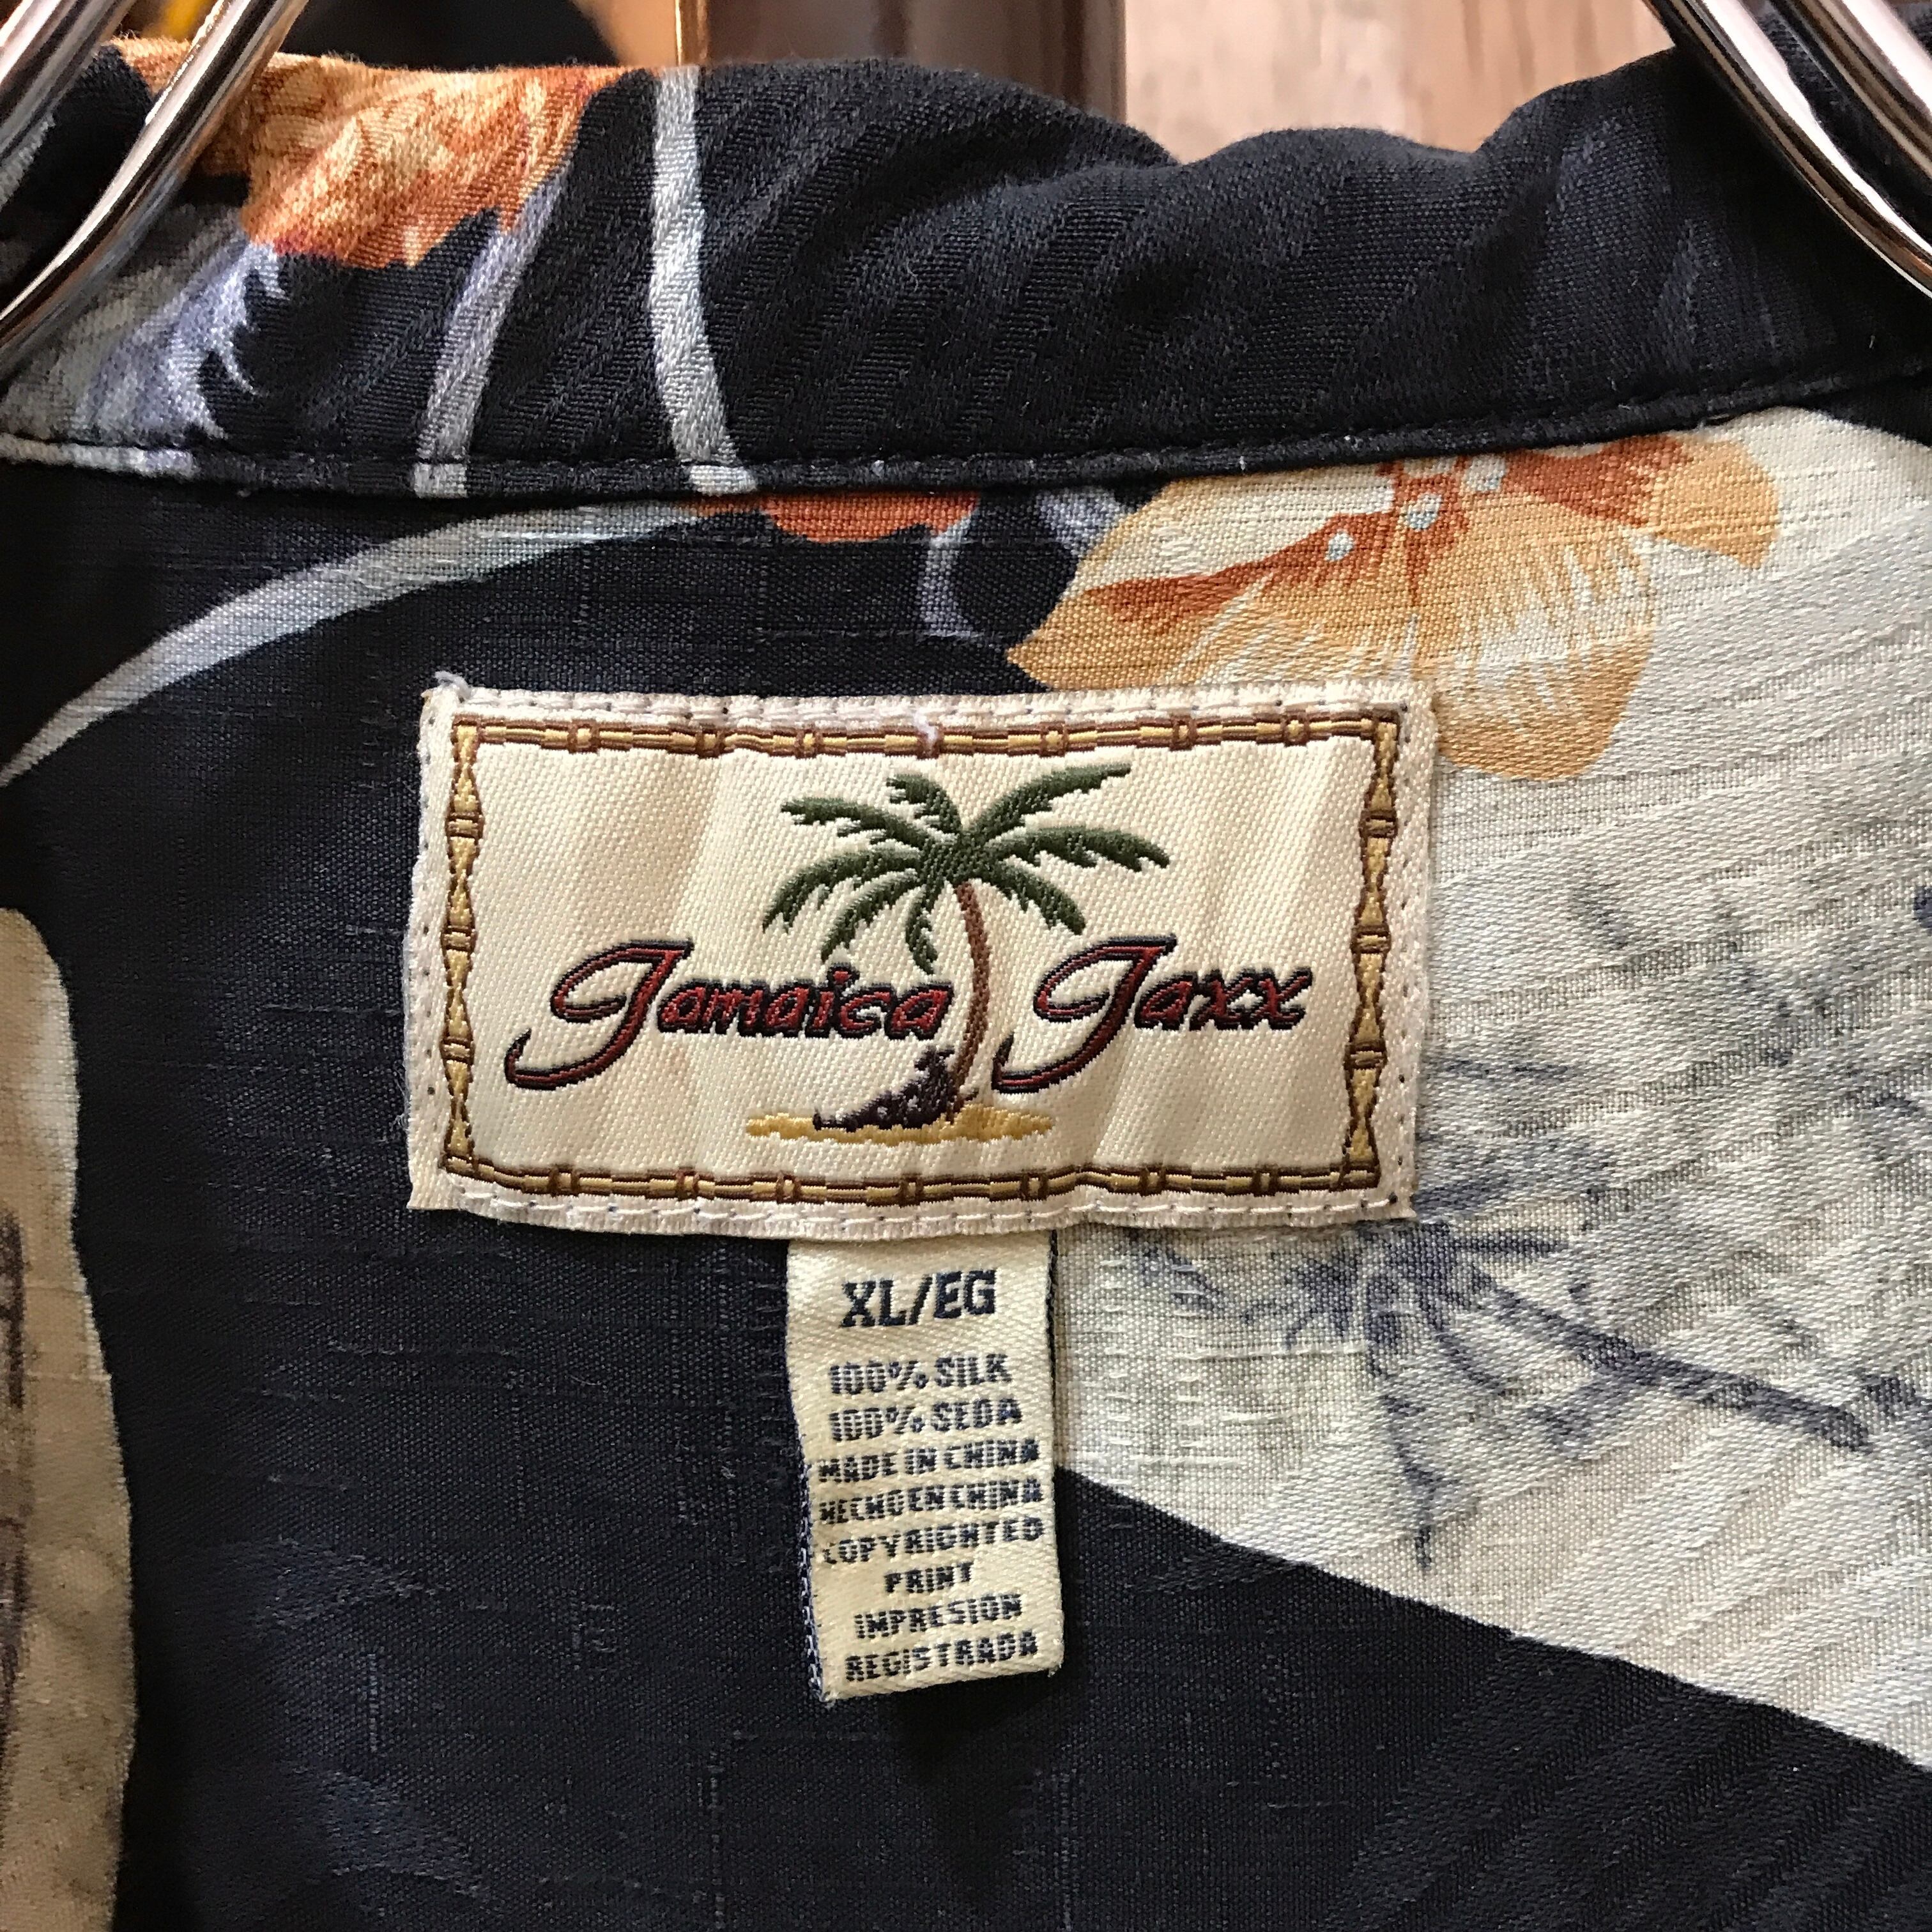 Jamaica Jaxx
XL/EG
100% SILK
100% SEDA
MADE IN CHINA
HECHO EN CHINA
COPYRIGHTED
PRINT
IMPRESION
REGISTRADA